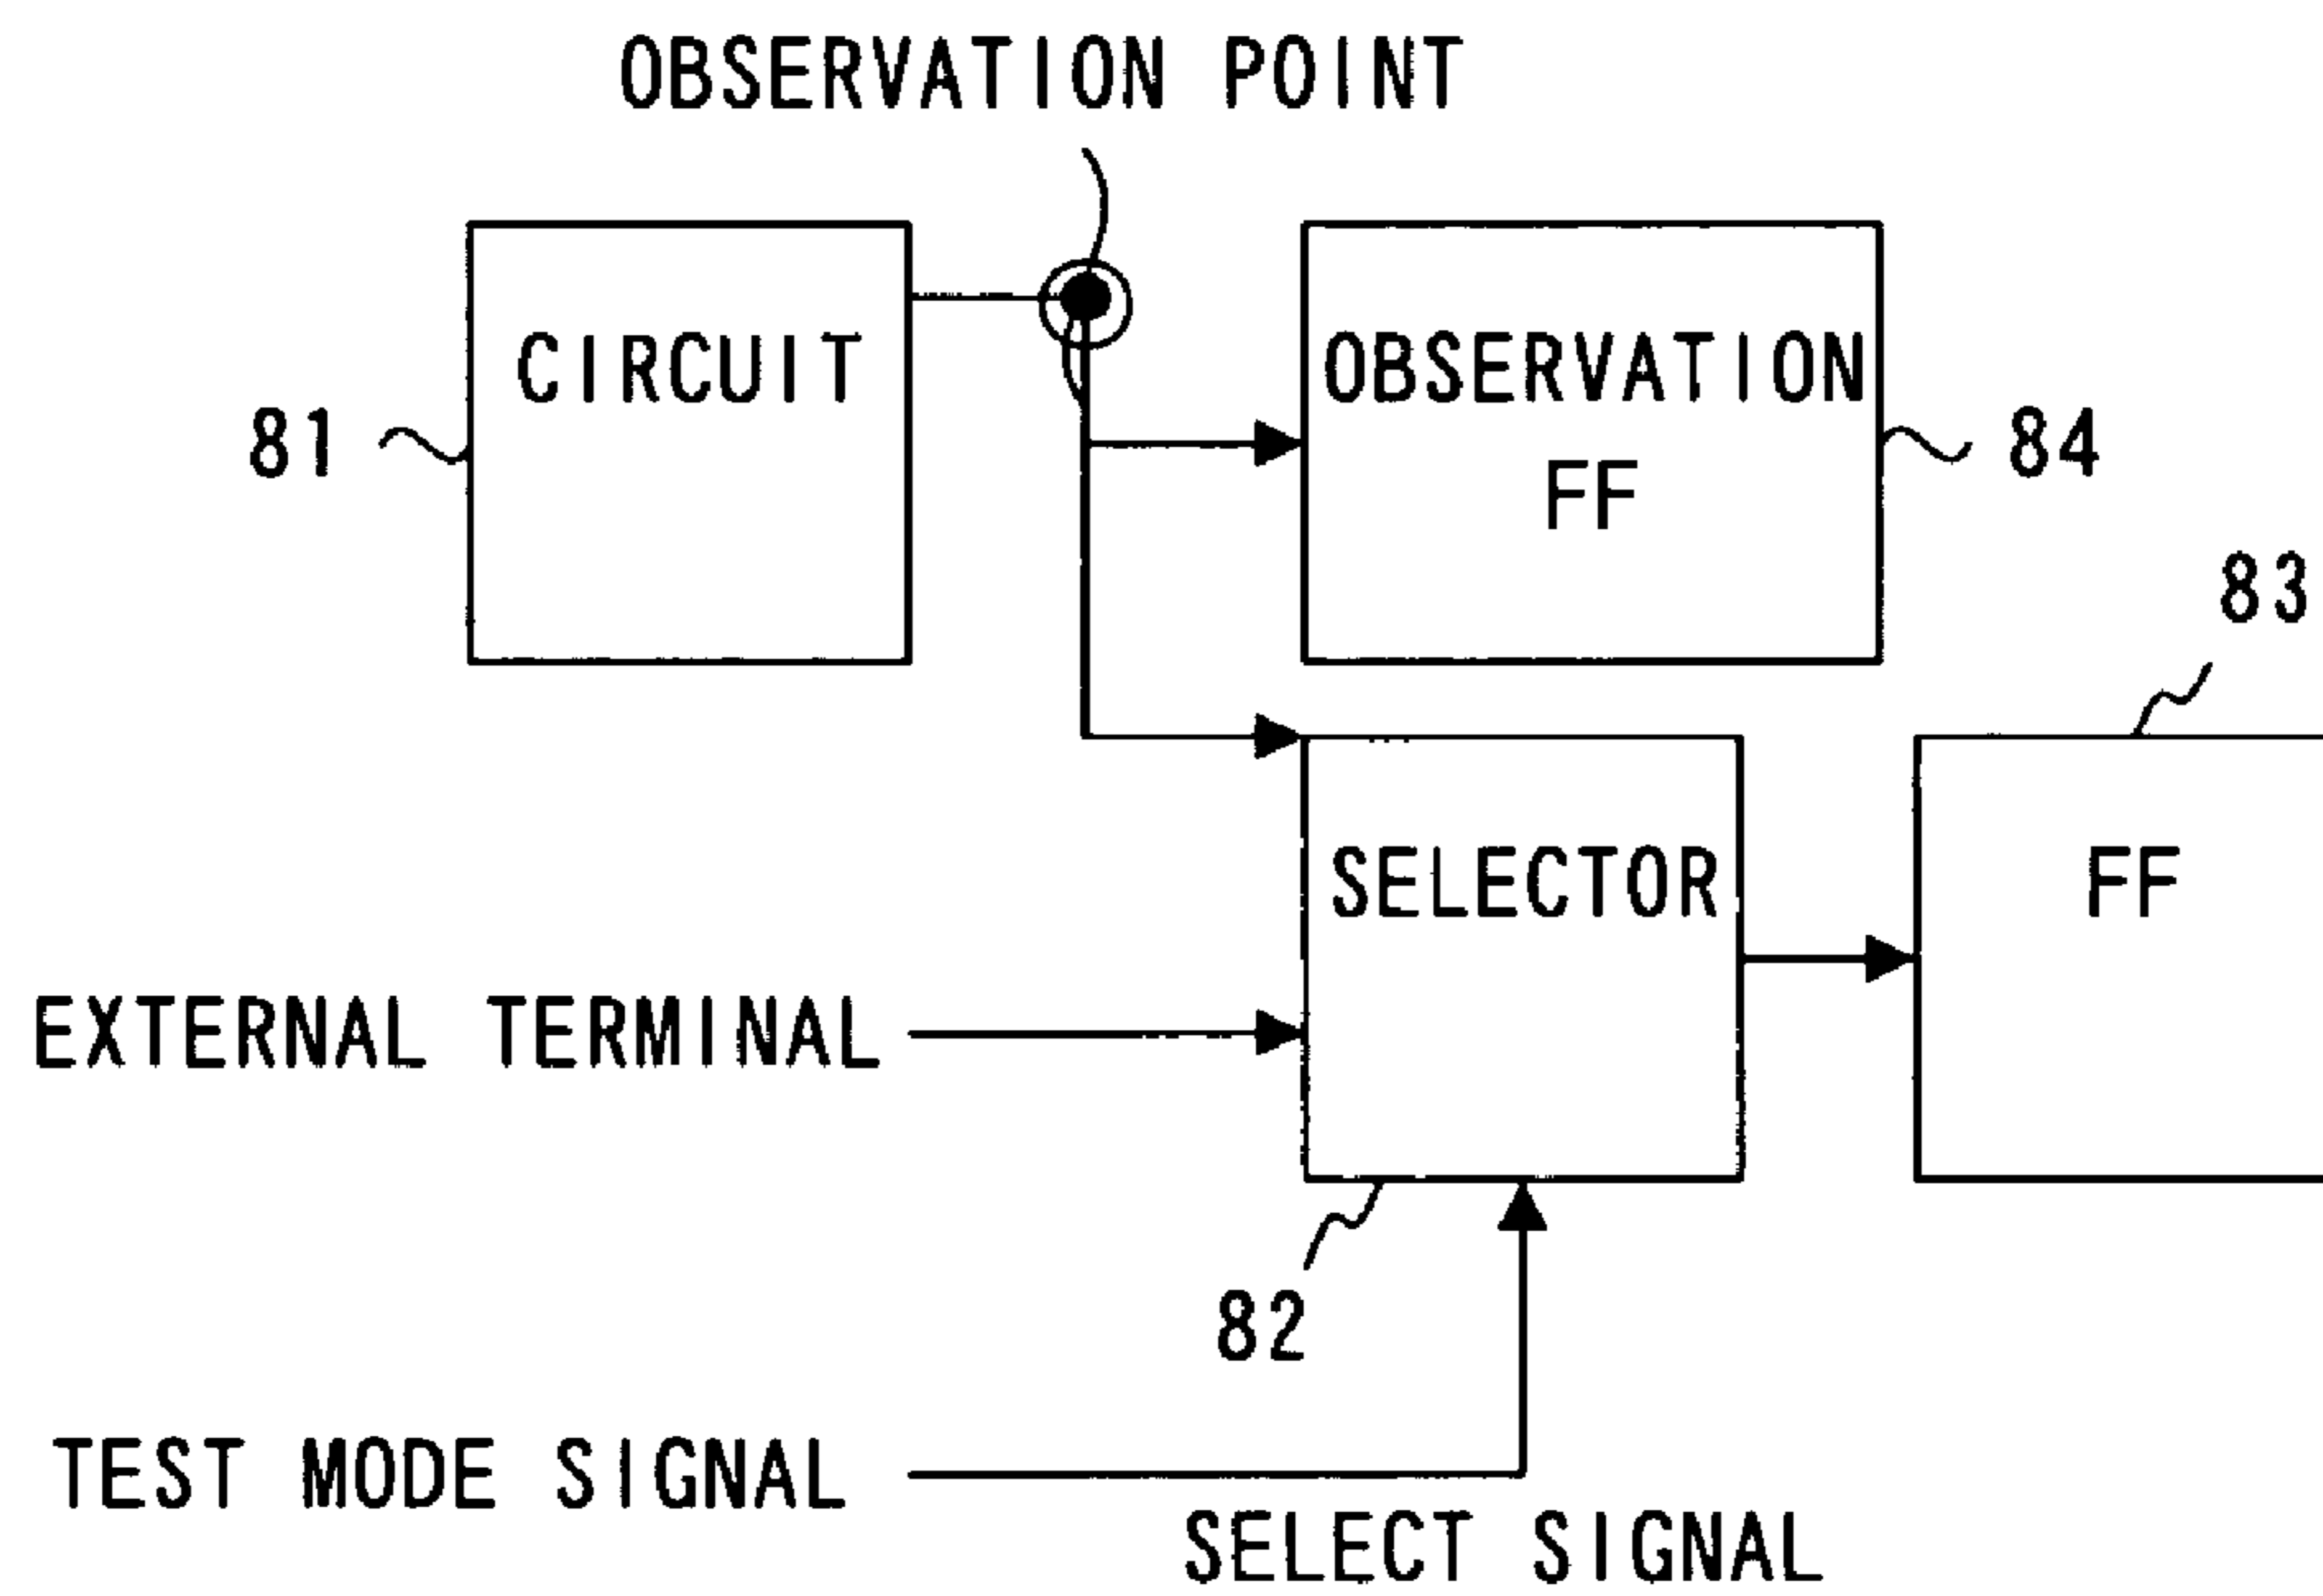 OBSERVATION POINT
CIRCUIT
OBSERVATION
FF
81
84
83
SELECTOR
FF
EXTERNAL TERMINAL
82
TEST MODE SIGNAL
SELECT SIGNAL